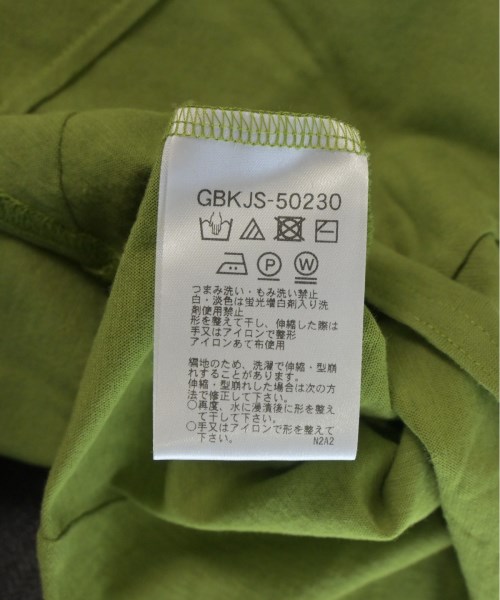 GBKJS-50230
P
W
つまみ洗い・もみ洗い禁止
白・淡色は蛍光増白剤入り洗
剤使用禁止
形を整えて干し、伸縮した際は
手又はアイロンで整形
アイロンあて布使用
編地のため、洗濯で伸縮・型崩
れすることがあります。
伸縮・型崩れした場合は次の方
法で修正して下さい。
○再度、水に浸漬後に形を整え
て干して下さい。
○手又はアイロンで形を整えて
下さい。
N2A2